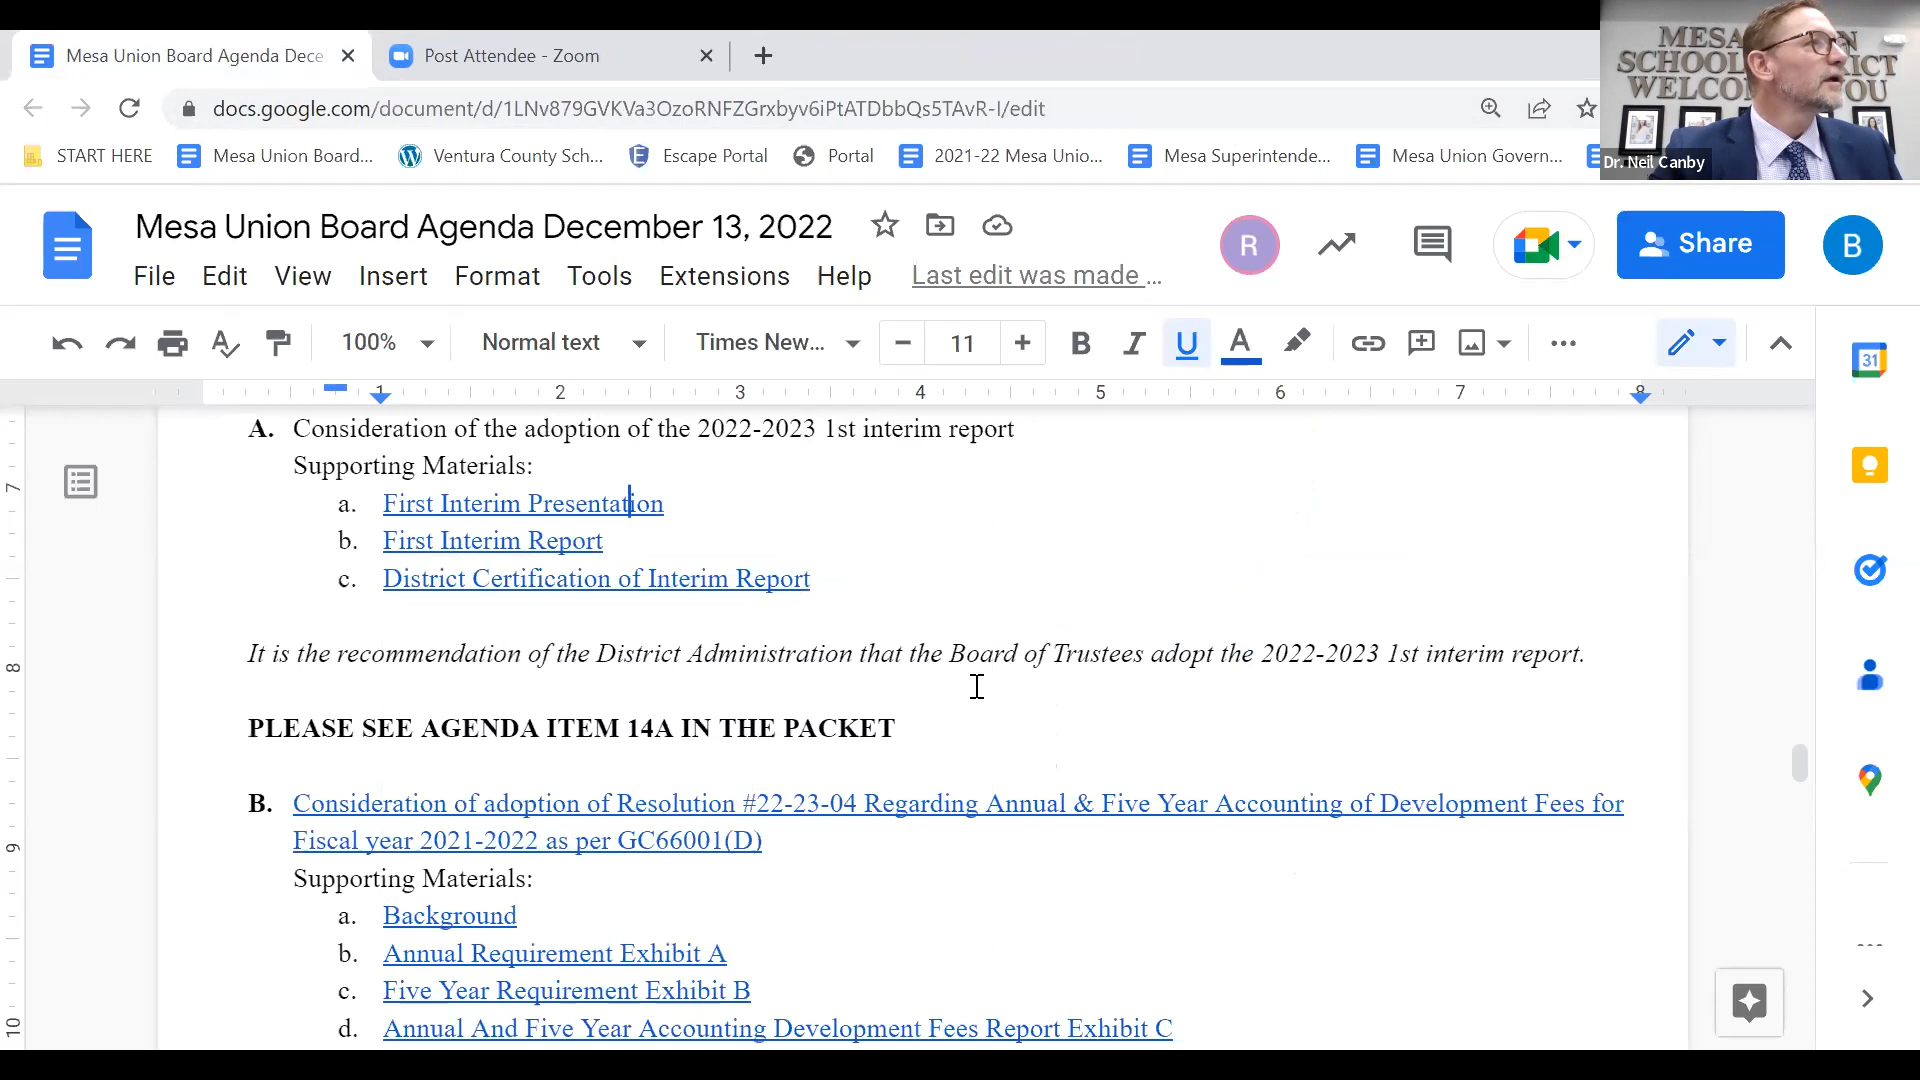 Mesa Union Board Agenda Dece
Post Attendee - Zoom
docs.google.com/document/d/1LNv879GVKVa3OzoRNFZGrxbyv6iPtATDbbQs5TAvR-I/edit
START HERE
Mesa Union Board...
Ventura County Sch...
Escape Portal
Portal
2021-22 Mesa Unio...
Mesa Superintende...
Mesa Union Govern...
Dr. Neil Canby
Mesa Union Board Agenda December 13, 2022
R
Share
B
File Edit View Insert Format Tools Extensions Help Last edit was made ...
100% Normal text Times New... 11 B I U A
31
1 2 3 4 5 6 7 8
7
8
9
10
A. Consideration of the adoption of the 2022-2023 1st interim report
Supporting Materials:
a. First Interim Presentation
b. First Interim Report
c. District Certification of Interim Report
It is the recommendation of the District Administration that the Board of Trustees adopt the 2022-2023 1st interim report.
PLEASE SEE AGENDA ITEM 14A IN THE PACKET
B. Consideration of adoption of Resolution #22-23-04 Regarding Annual & Five Year Accounting of Development Fees for
Fiscal year 2021-2022 as per GC66001(D)
Supporting Materials:
a. Background
b. Annual Requirement Exhibit A
c. Five Year Requirement Exhibit B
d. Annual And Five Year Accounting Development Fees Report Exhibit C